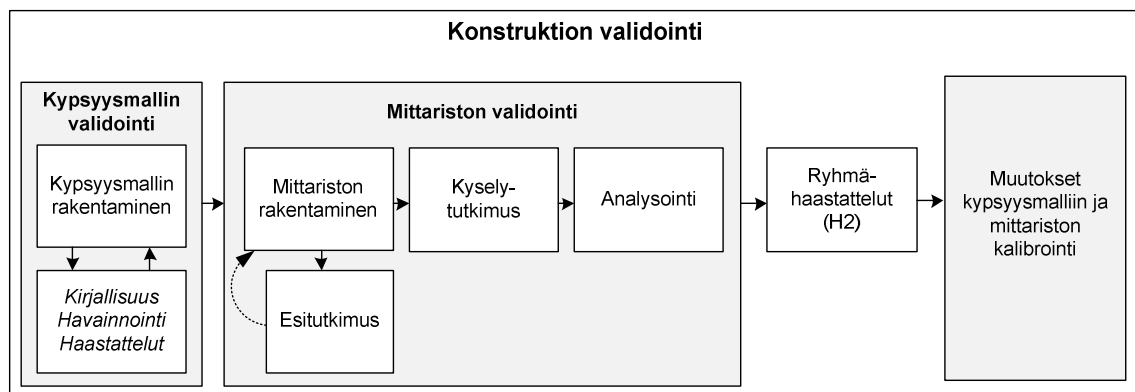 Konstruktion validointi
Kypsyysmallin
validointi
Kypsyysmallin
rakentaminen
Kirjallisuus
Havainnointi
Haastattelut
Mittariston validointi
Mittariston
rakentaminen
Esitutkimus
Kysely-
tutkimus
Analysointi
Ryhmä-
haastattelut
(H2)
Muutokset
kypsyysmalliin ja
mittariston
kalibrointi